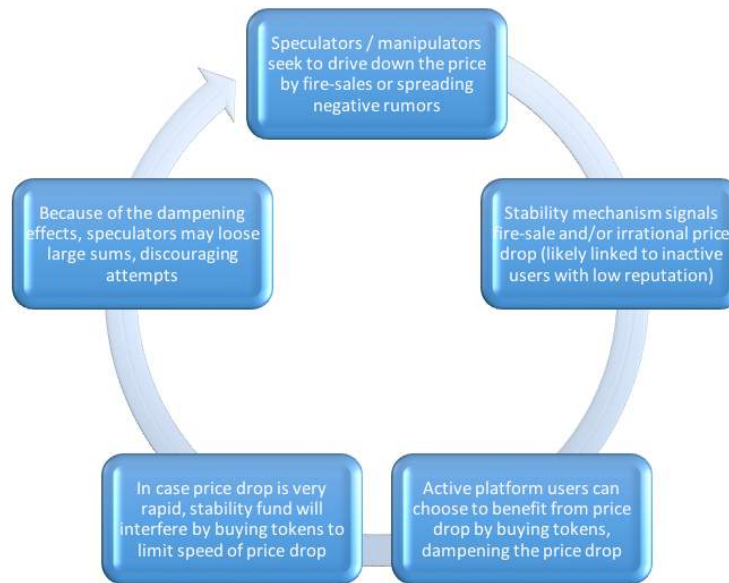 Speculators / manipulators
seek to drive down the price
by fire-sales or spreading
negative rumors
Stability mechanism signals
fire-sale and/or irrational price
drop (likely linked to inactive
users with low reputation)
Active platform users can
choose to benefit from price
drop by buying tokens,
dampening the price drop
In case price drop is very
rapid, stability fund will
interfere by buying tokens to
limit speed of price drop
Because of the dampening
effects, speculators may loose
large sums, discouraging
attempts